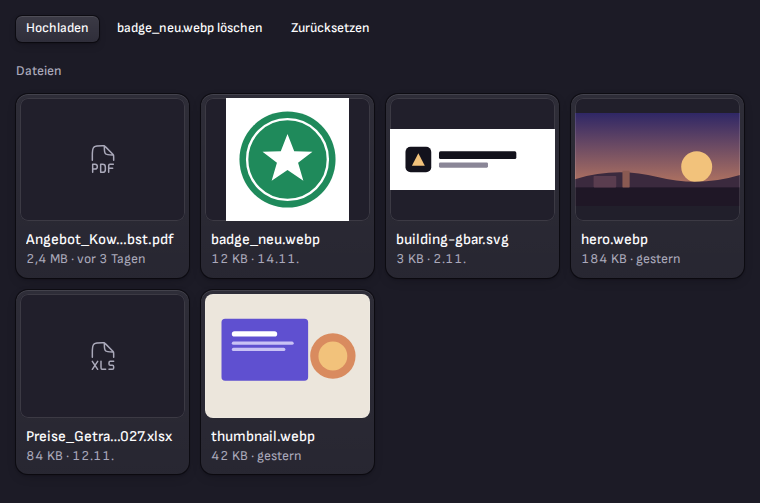 Hochladen
badge_neu.webp löschen
Zurücksetzen
Dateien
PDF
Angebot_Kow...bst.pdf
2,4 MB · vor 3 Tagen
badge_neu.webp
12 KB · 14.11.
building-gbar.svg
3 KB · 2.11.
hero.webp
184 KB · gestern
XLS
Preise_Getra...027.xlsx
84 KB · 12.11.
thumbnail.webp
42 KB · gestern